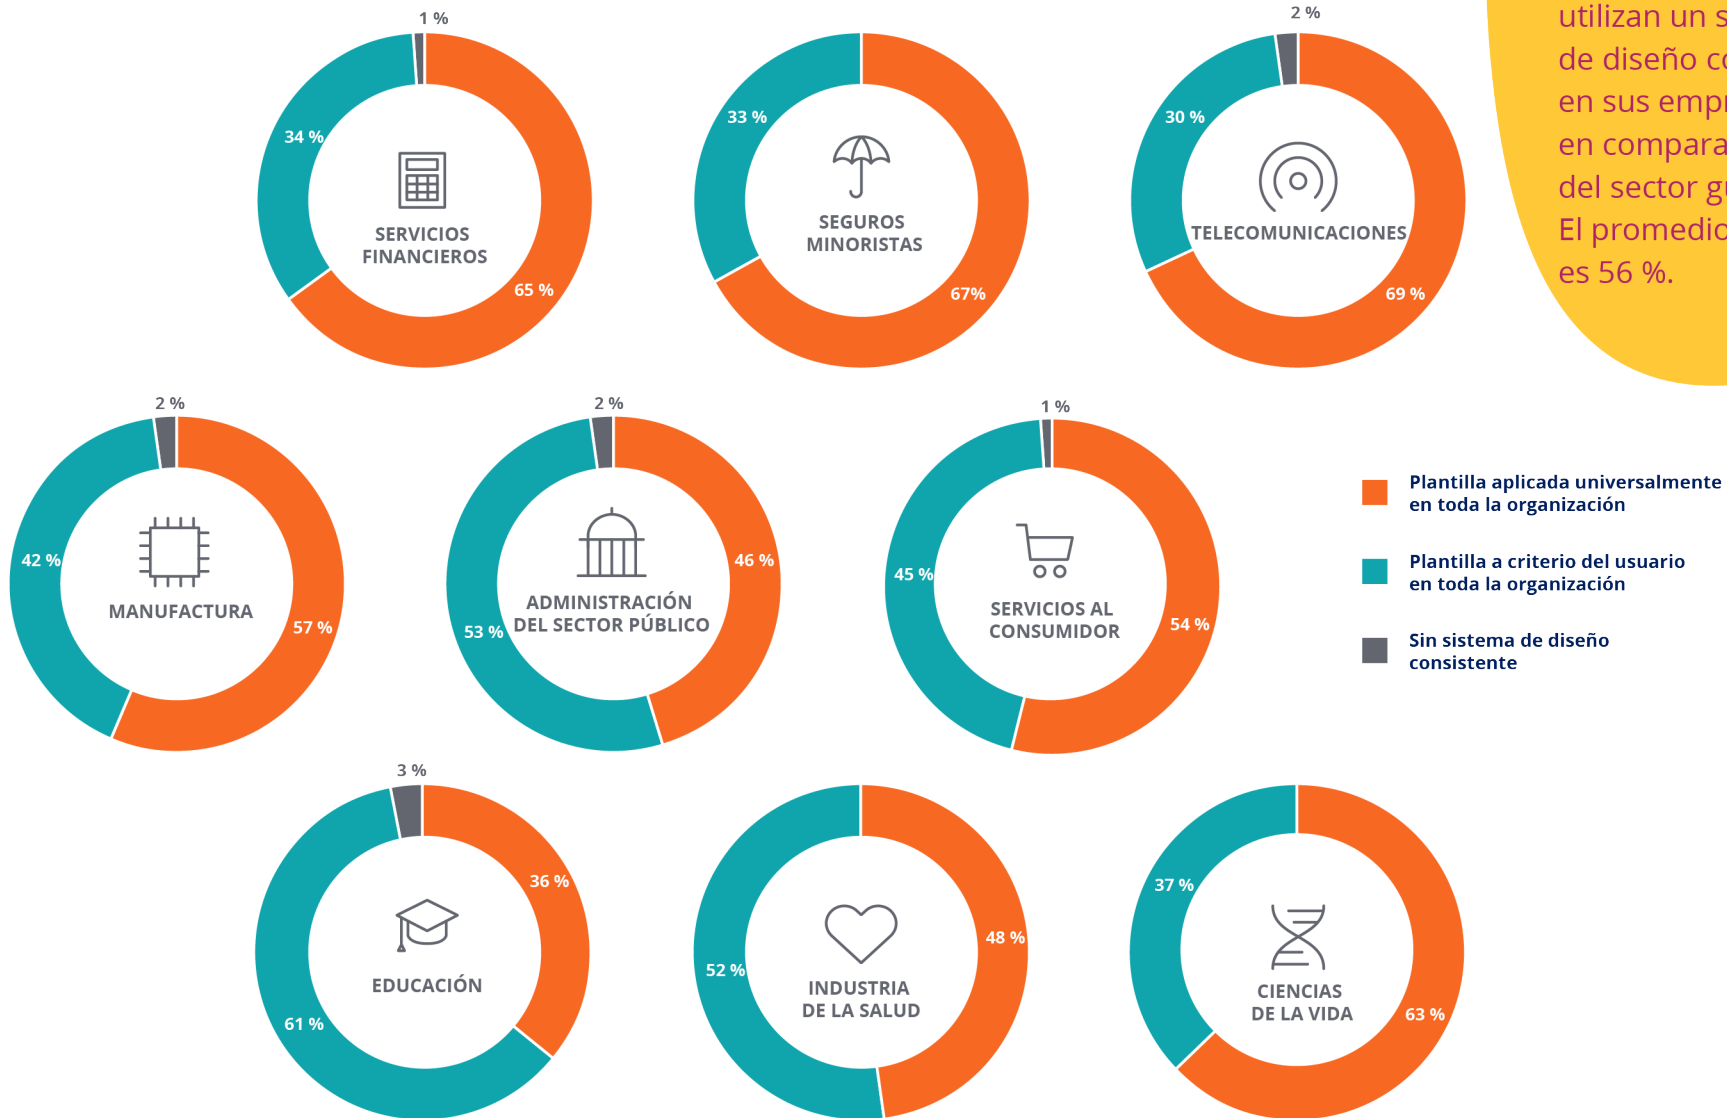 1 %
34 %
SERVICIOS
FINANCIEROS
65 %
33 %
SEGUROS
MINORISTAS
67%
2 %
30 %
TELECOMUNICACIONES
69 %
utilizan un
de diseño
en sus
en
del sector
El promedio
es 56 %.
2 %
42 %
MANUFACTURA
57 %
2 %
46 %
ADMINISTRACIÓN
DEL SECTOR PÚBLICO
53 %
1 %
45 %
SERVICIOS AL
CONSUMIDOR
54 %
Plantilla aplicada universalmente
en toda la organización
Plantilla a criterio del usuario
en toda la organización
Sin sistema de diseño
consistente
3 %
36 %
EDUCACIÓN
61 %
48 %
52 %
INDUSTRIA
DE LA SALUD
37 %
CIENCIAS
DE LA VIDA
63 %